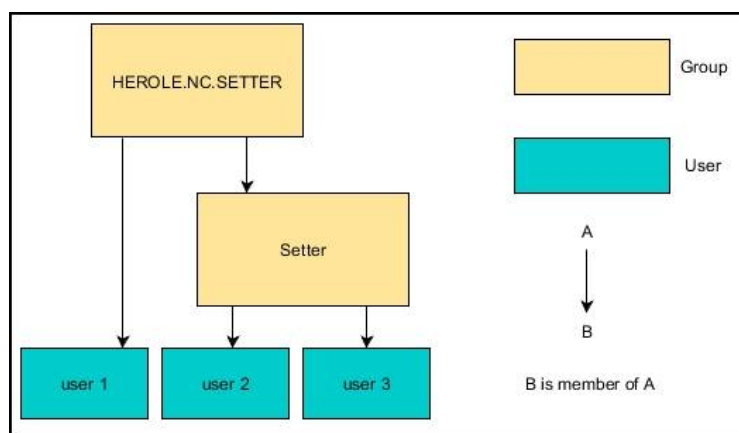 HEROLE.NC.SETTER
Group
User
Setter
A
B
user 1
user 2
user 3
B is member of A